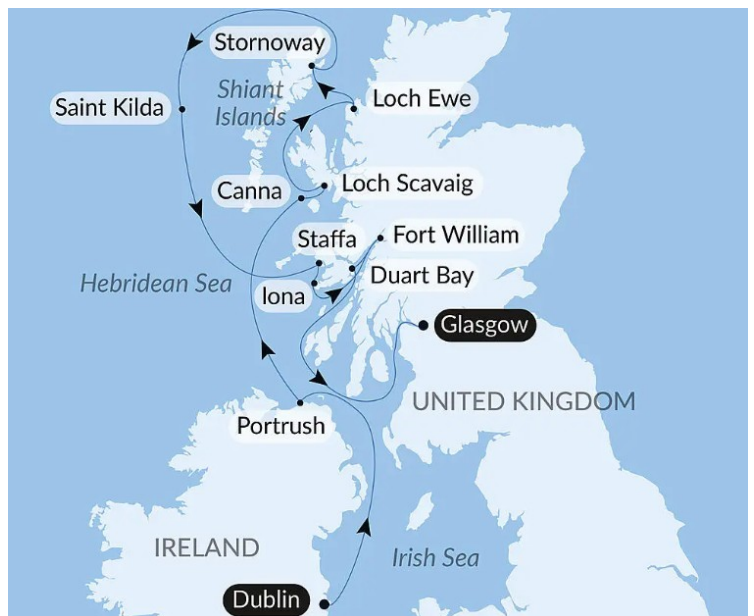 Stornoway
Shiant
Islands
Saint Kilda
Loch Ewe
Canna
Loch Scavaig
Staffa
Fort William
Hebridean Sea
Iona
Duart Bay
Glasgow
UNITED KINGDOM
Portrush
IRELAND
Irish Sea
Dublin